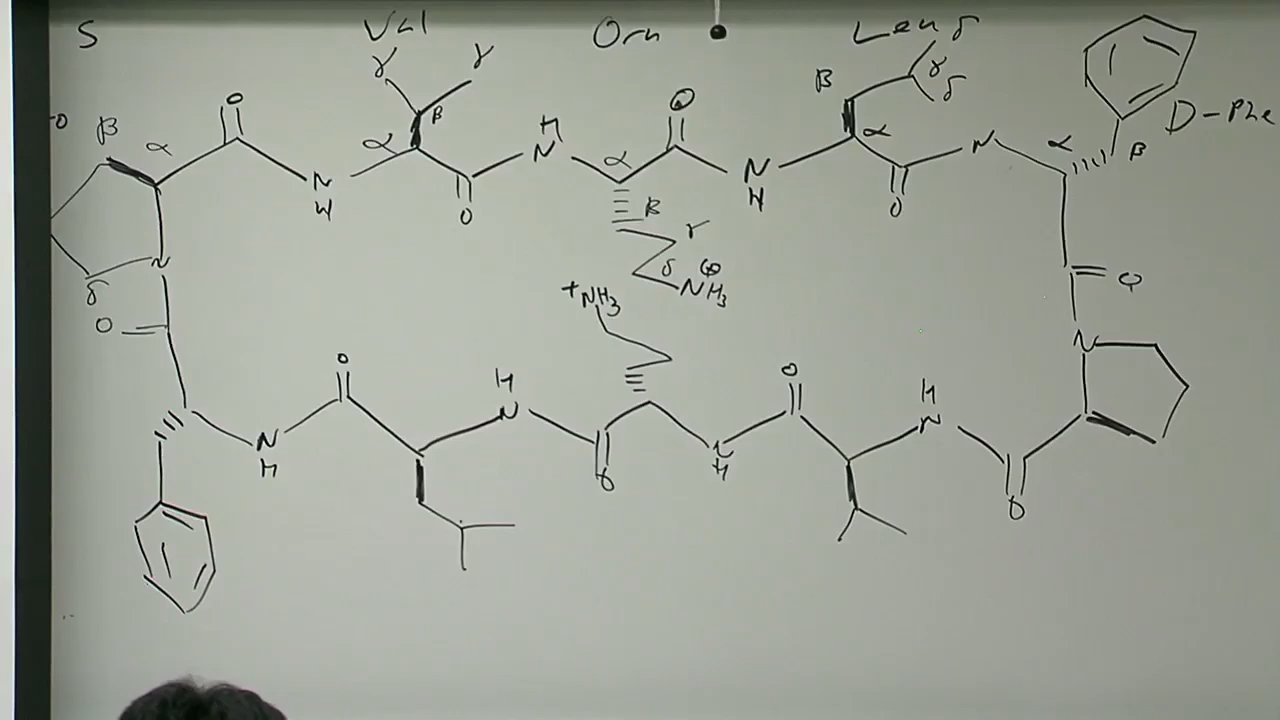 S Val Orn Leu δ
γ γ β γ δ
-o β α O α β H N α O α N α β D-Phe
N H O β N H O
N γ
δ δ ⊕ O
O +NH3 NH3
N
O H O H
N H N N H N
O O